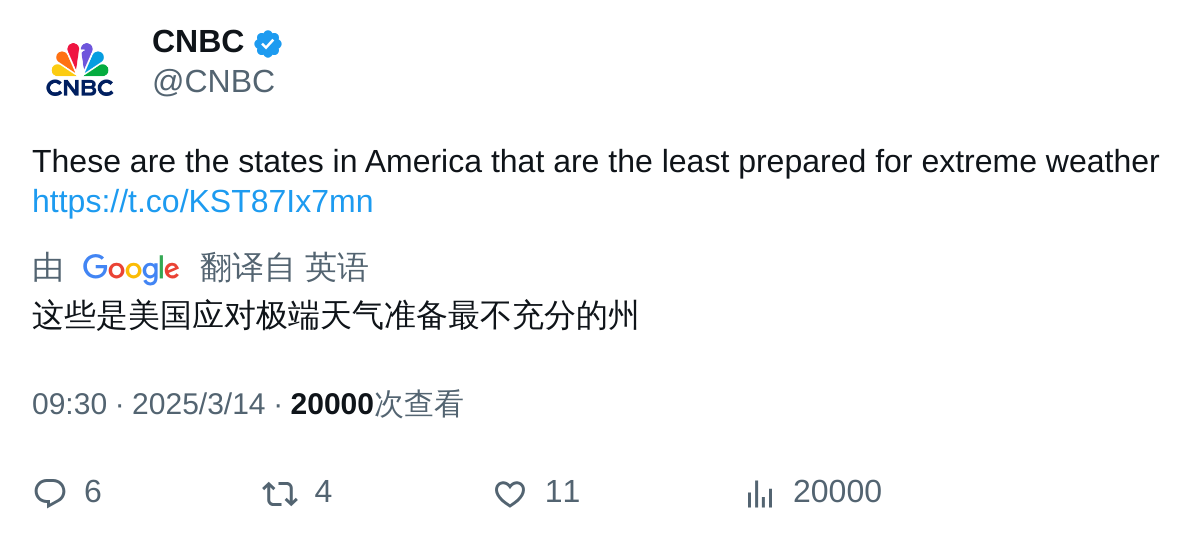 CNBC
CNBC
@CNBC
These are the states in America that are the least prepared for extreme weather
https://t.co/KST87Ix7mn
由 Google 翻译自 英语
这些是美国应对极端天气准备最不充分的州
09:30 · 2025/3/14 · 20000次查看
6 4 11 20000